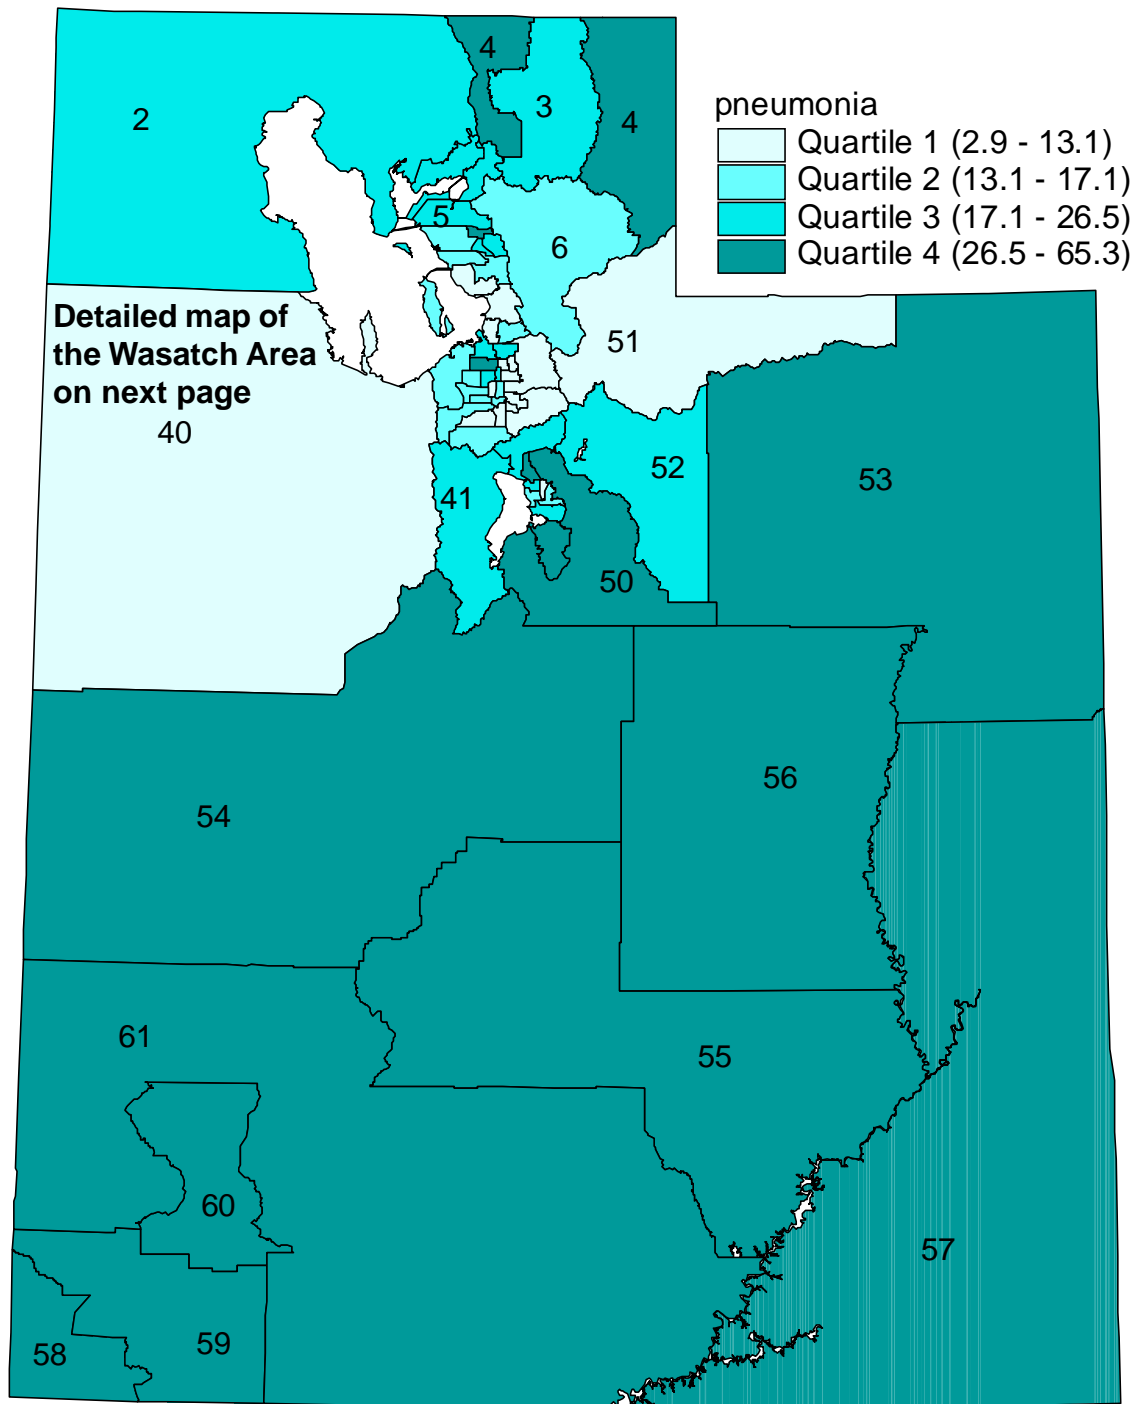 4
2
3
4
pneumonia
Quartile 1 (2.9 - 13.1)
Quartile 2 (13.1 - 17.1)
Quartile 3 (17.1 - 26.5)
Quartile 4 (26.5 - 65.3)
5
6
Detailed map of
the Wasatch Area
on next page
51
40
52
53
41
50
56
54
61
55
60
57
59
58